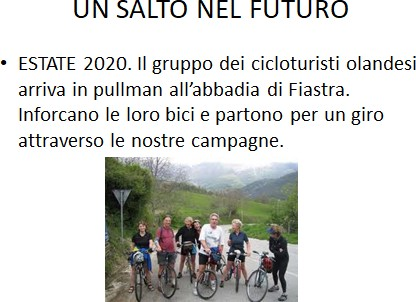 UN SALTO NEL FUTURO
• ESTATE 2020. Il gruppo dei cicloturisti olandesi
arriva in pullman all'abbadia di Fiastra.
Inforcano le loro bici e partono per un giro
attraverso le nostre campagne.